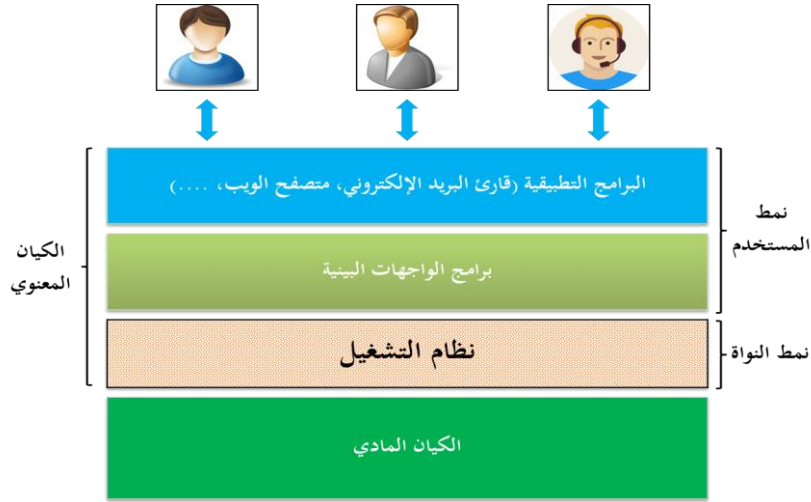 البرامج التطبيقية (قارئ البريد الإلكتروني، متصفح الويب، ....)
نمط
المستخدم
برامج الواجهات البينية
الكيان
المعنوي
نظام التشغيل
نمط النواة
الكيان المادي